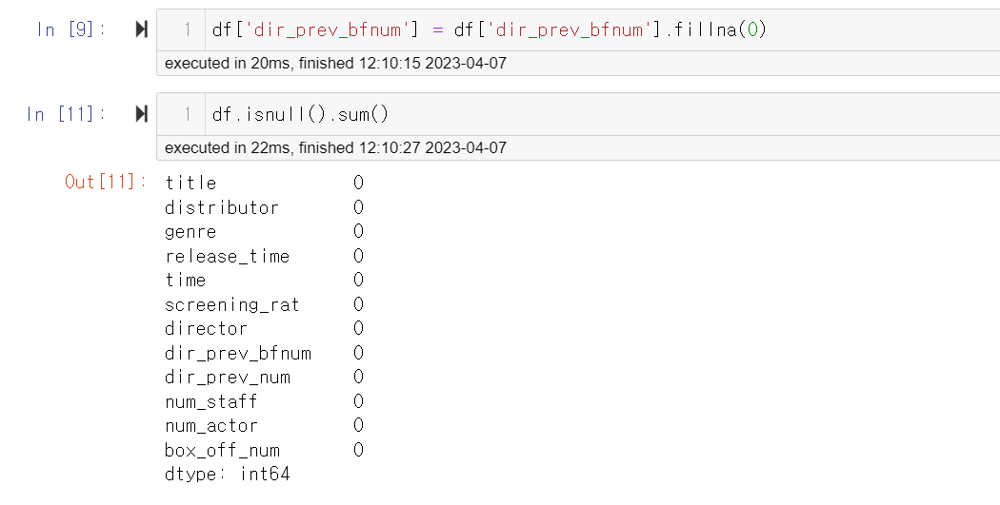 In [9]:
1 df['dir_prev_bfnum'] = df['dir_prev_bfnum'].fillna(0)
executed in 20ms, finished 12:10:15 2023-04-07
In [11]:
1 df.isnull().sum()
executed in 22ms, finished 12:10:27 2023-04-07
Out[11]:
title 0
distributor 0
genre 0
release_time 0
time 0
screening_rat 0
director 0
dir_prev_bfnum 0
dir_prev_num 0
num_staff 0
num_actor 0
box_off_num 0
dtype: int64